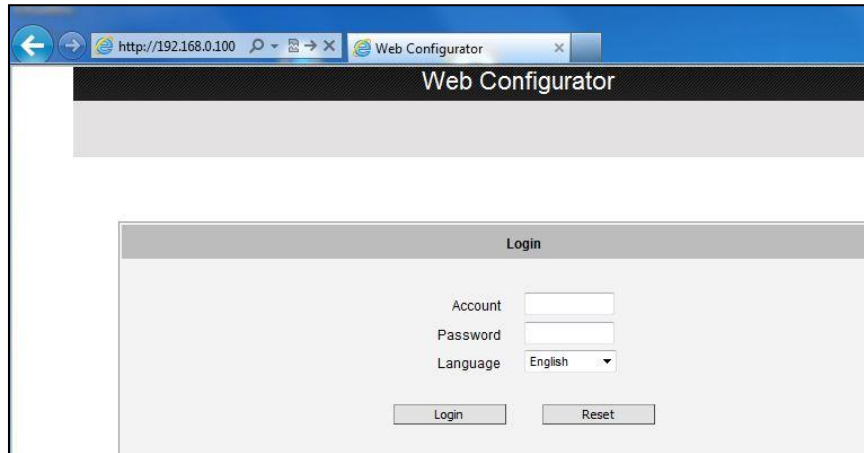 http://192.168.0.100
Web Configurator
Web Configurator
Login
Account
Password
Language English
Login Reset